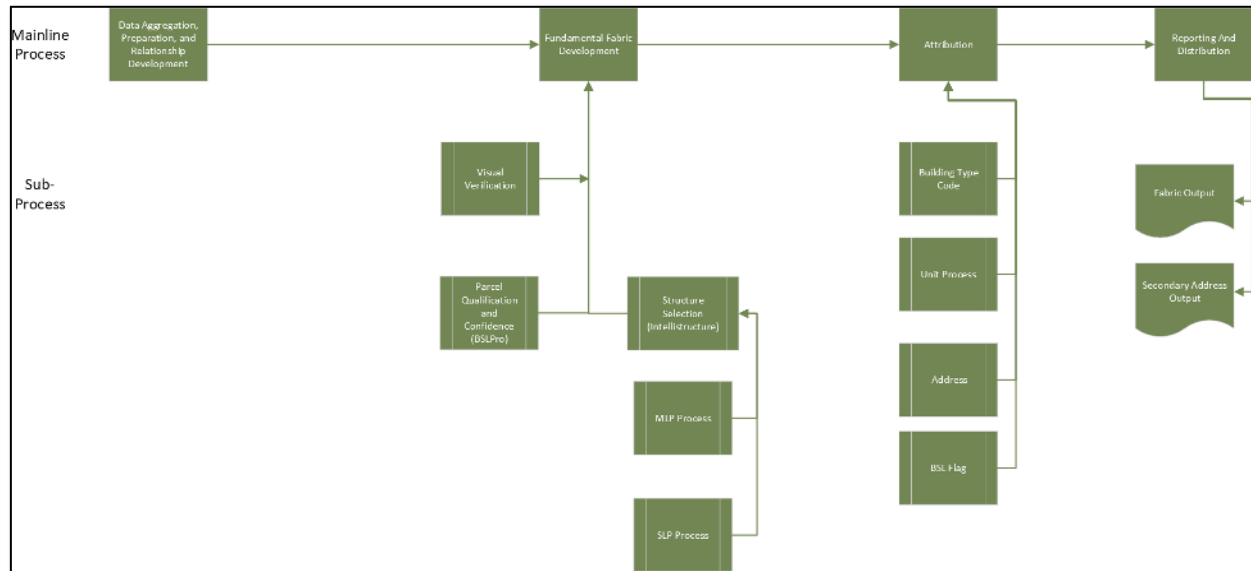 Mainline
Process
Data Aggregation,
Preparation, and
Relationship
Development
Fundamental Fabric
Development
Attribution
Reporting And
Distribution
Sub-
Process
Visual
Verification
Building Type
Code
Fabric Output
Unit Process
Secondary Address
Output
Parcel
Qualification
and
Confidence
(BSLPro)
Structure
Selection
(Intellistructure)
MLP Process
Address
BSL Flag
SLP Process